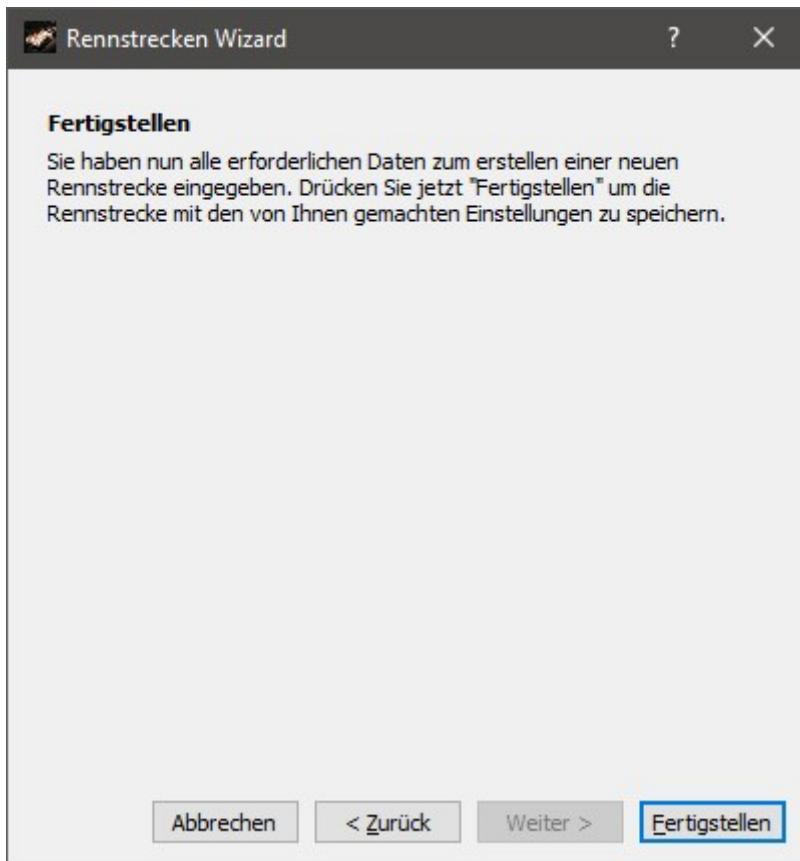 Rennstrecken Wizard ?
Fertigstellen
Sie haben nun alle erforderlichen Daten zum erstellen einer neuen
Rennstrecke eingegeben. Drücken Sie jetzt "Fertigstellen" um die
Rennstrecke mit den von Ihnen gemachten Einstellungen zu speichern.
Abbrechen < Zurück Weiter > Fertigstellen